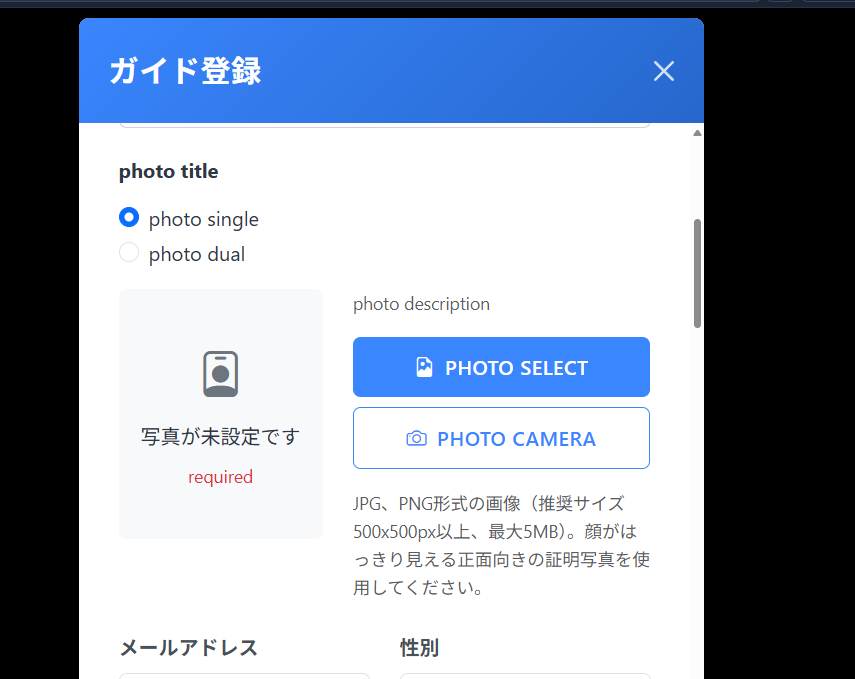 ガイド登録
photo title
photo single
photo dual
写真が未設定です
required
photo description
PHOTO SELECT
PHOTO CAMERA
JPG、PNG形式の画像（推奨サイズ
500x500px以上、最大5MB）。顔がは
っきり見える正面向きの証明写真を使
用してください。
メールアドレス
性別